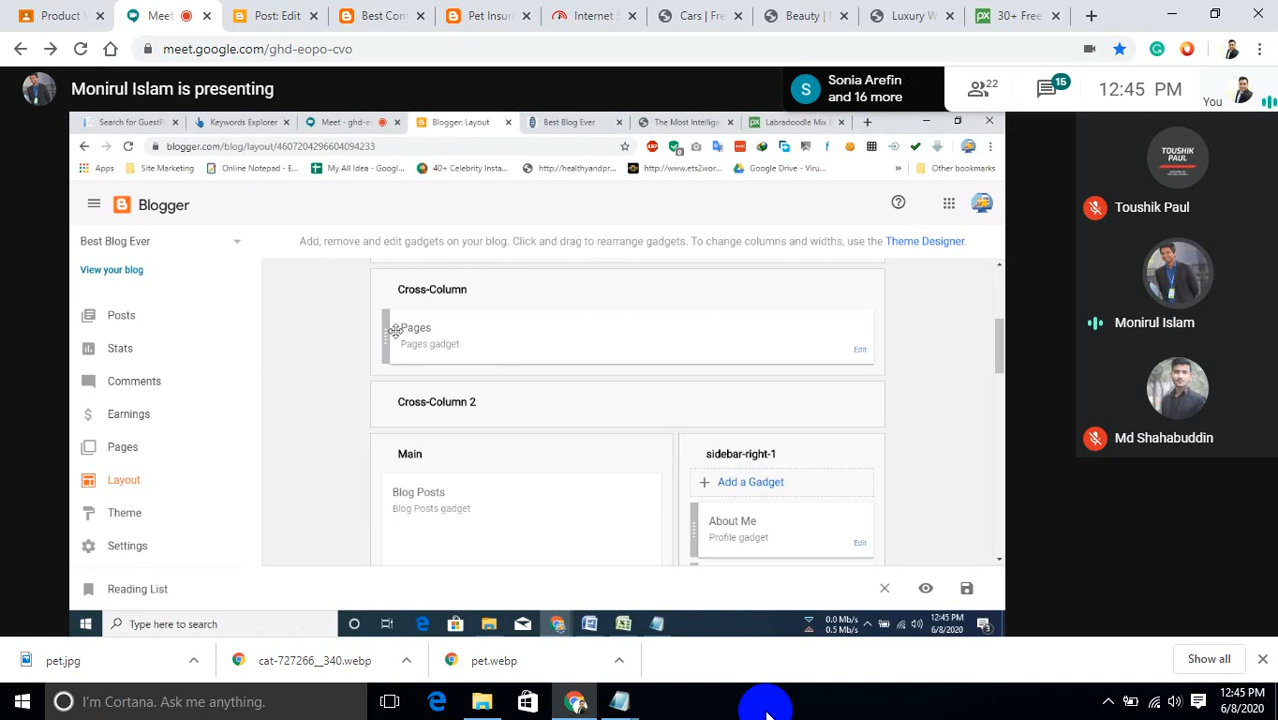 Product W
Meet
Post: Edit
Best Con
Pet Insur
Internet S
Cars | Fre
Beauty |
Luxury W
30+ Free
meet.google.com/ghd-eopo-cvo
Monirul Islam is presenting
Sonia Arefin
and 16 more
22
15
12:45 PM
You
Search for GuestP
Keywords Explorer
Meet - ghd-e
Blogger: Layout
Best Blog Ever
The Most Intellige
Labradoodle Mix
blogger.com/blog/layout/4607204296604094233
Apps
Site Marketing
Online Notepad - E
My All Idea - Googl
40+ Celebrity Insta
http://healthyandpr
http://www.ets2wor
Google Drive - Viru
Other bookmarks
Blogger
Best Blog Ever
Add, remove and edit gadgets on your blog. Click and drag to rearrange gadgets. To change columns and widths, use the Theme Designer.
View your blog
Posts
Stats
Comments
Earnings
Pages
Layout
Theme
Settings
Reading List
Cross-Column
Pages
Pages gadget
Edit
Cross-Column 2
Main
Blog Posts
Blog Posts gadget
sidebar-right-1
Add a Gadget
About Me
Profile gadget
Edit
TOUSHIK
PAUL
Toushik Paul
Monirul Islam
Md Shahabuddin
Type here to search
0.0 Mb/s
0.5 Mb/s
12:45 PM
6/8/2020
3
pet.jpg
cat-727266__340.webp
pet.webp
Show all
I'm Cortana. Ask me anything.
12:45 PM
6/8/2020